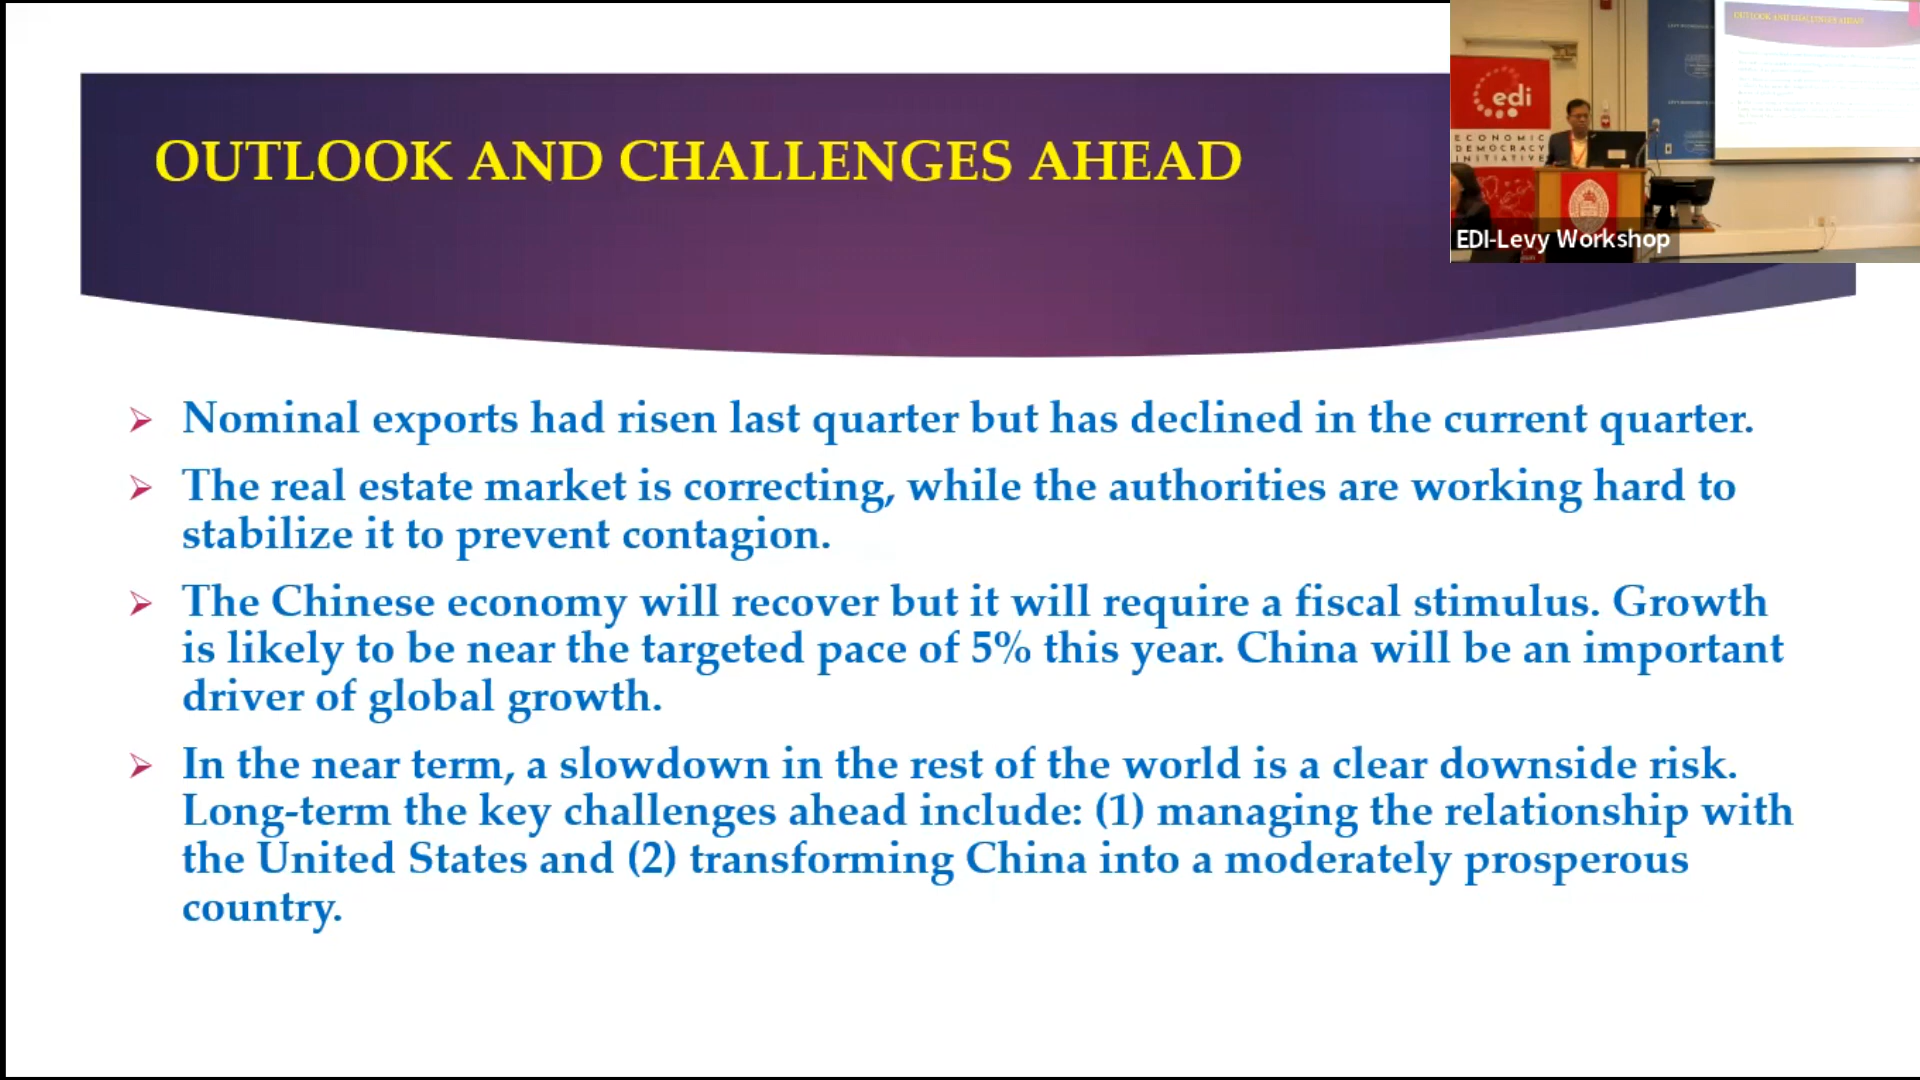 OUTLOOK AND CHALLENGES AHEAD
Nominal exports had risen last quarter but has declined in the current quarter.
The real estate market is correcting, while the authorities are working hard to
stabilize it to prevent contagion.
The Chinese economy will recover but it will require a fiscal stimulus. Growth
is likely to be near the targeted pace of 5% this year. China will be an important
driver of global growth.
In the near term, a slowdown in the rest of the world is a clear downside risk.
Long-term the key challenges ahead include: (1) managing the relationship with
the United States and (2) transforming China into a moderately prosperous
country.
OUTLOOK AND CHALLENGES AHEAD
edi
ECONOMIC
DEMOCRACY
INITIATIVE
EDI-Levy Workshop